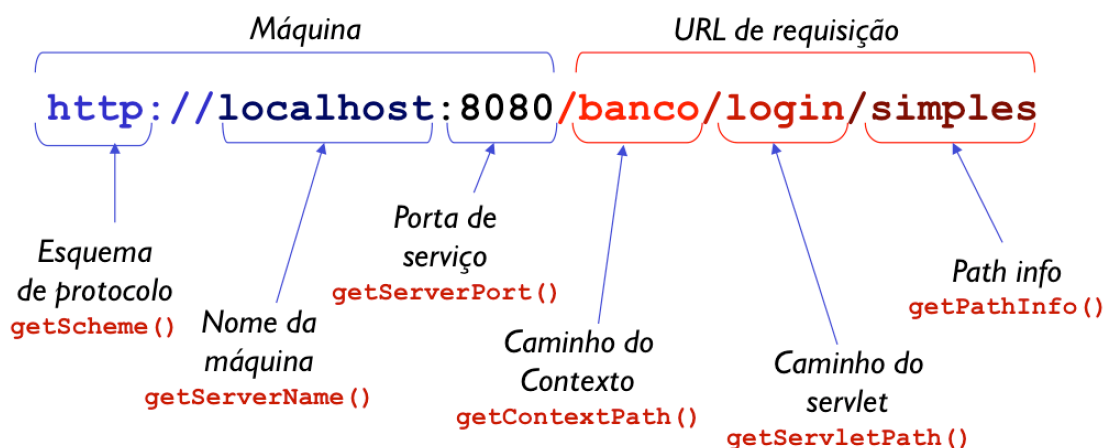 Máquina
URL de requisição
http://localhost:8080/banco/login/simples
Esquema
de protocolo
getScheme()
Nome da
máquina
getServerName()
Porta de
serviço
getServerPort()
Caminho do
Contexto
getContextPath()
Caminho do
servlet
getServletPath()
Path info
getPathInfo()